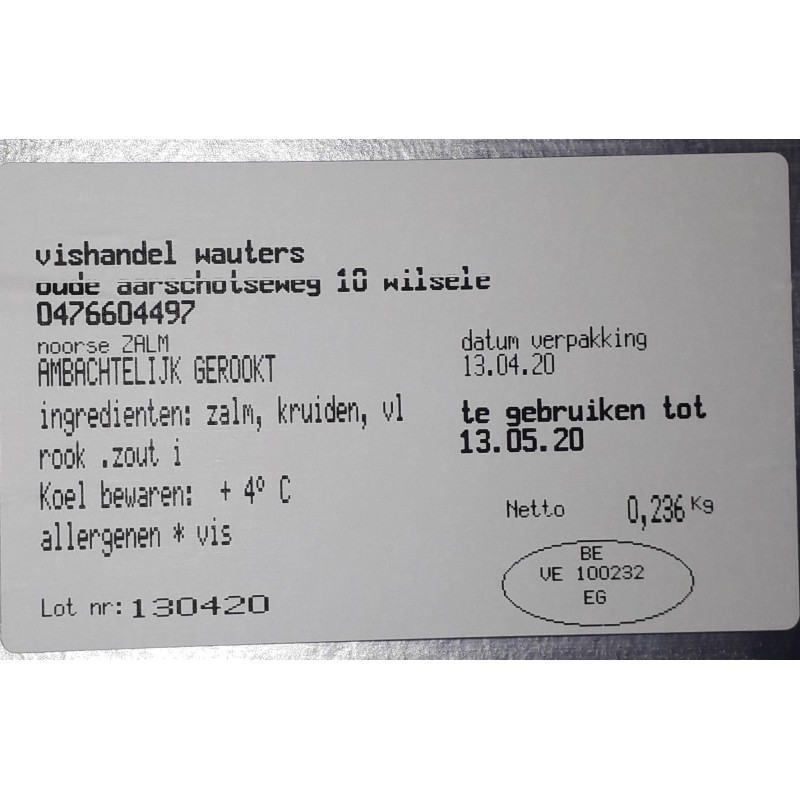 vishandel wauters
oude aarschotseweg 10 wilsele
0476604497
noorse ZALM
AMBACHTELIJK GEROOKT
ingredienten: zalm, kruiden, vl
rook .zout i
Koel bewaren: + 4° C
allergenen * vis
Lot nr: 130420
datum verpakking
13.04.20
te gebruiken tot
13.05.20
Netto 0,236 Kg
BE
VE 100232
EG